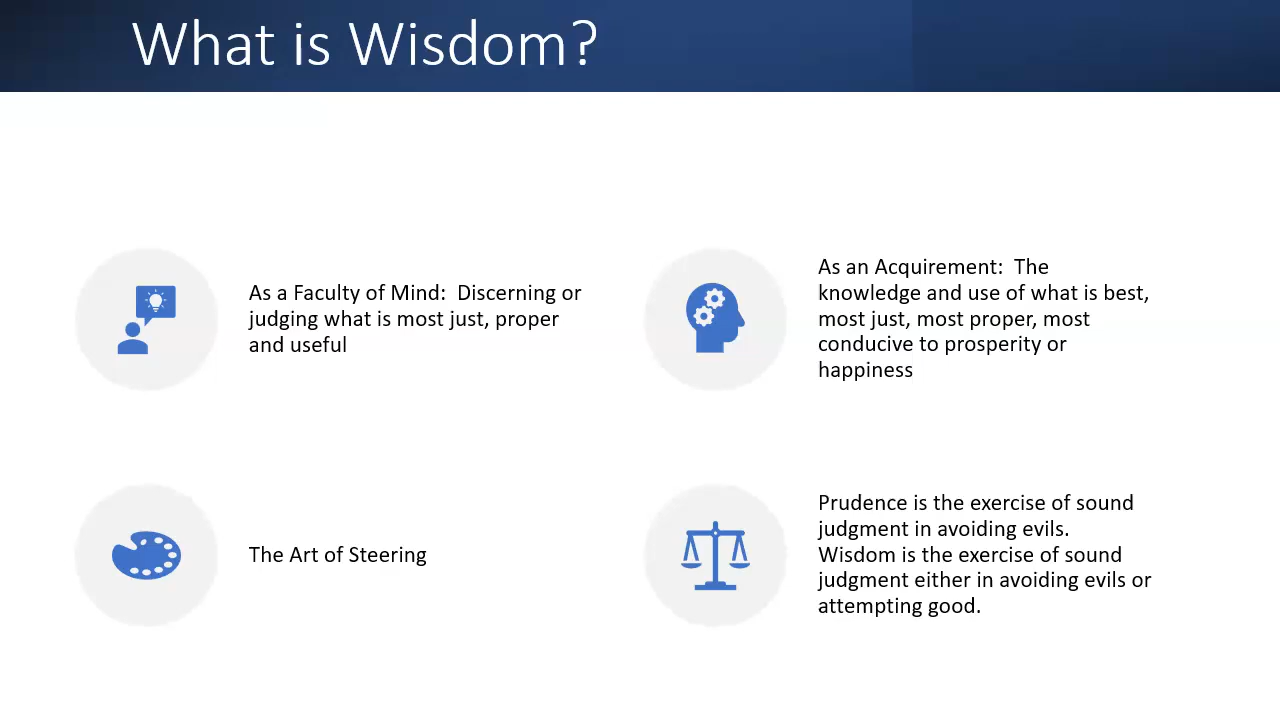 What is Wisdom?
As a Faculty of Mind:  Discerning or
judging what is most just, proper
and useful
As an Acquirement:  The
knowledge and use of what is best,
most just, most proper, most
conducive to prosperity or
happiness
The Art of Steering
Prudence is the exercise of sound
judgment in avoiding evils.
Wisdom is the exercise of sound
judgment either in avoiding evils or
attempting good.